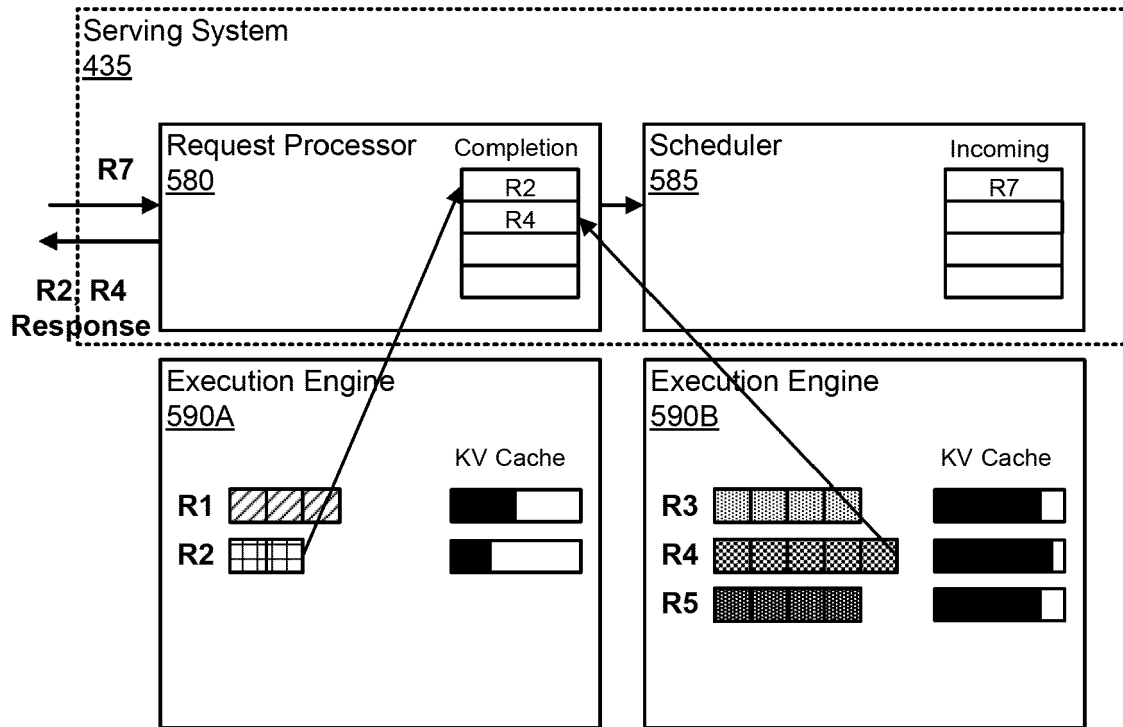 Serving System
435
Request Processor
580
Completion
R2
R4
Scheduler
585
Incoming
R7
R7
R2, R4
Response
Execution Engine
590A
KV Cache
R1
R2
Execution Engine
590B
KV Cache
R3
R4
R5